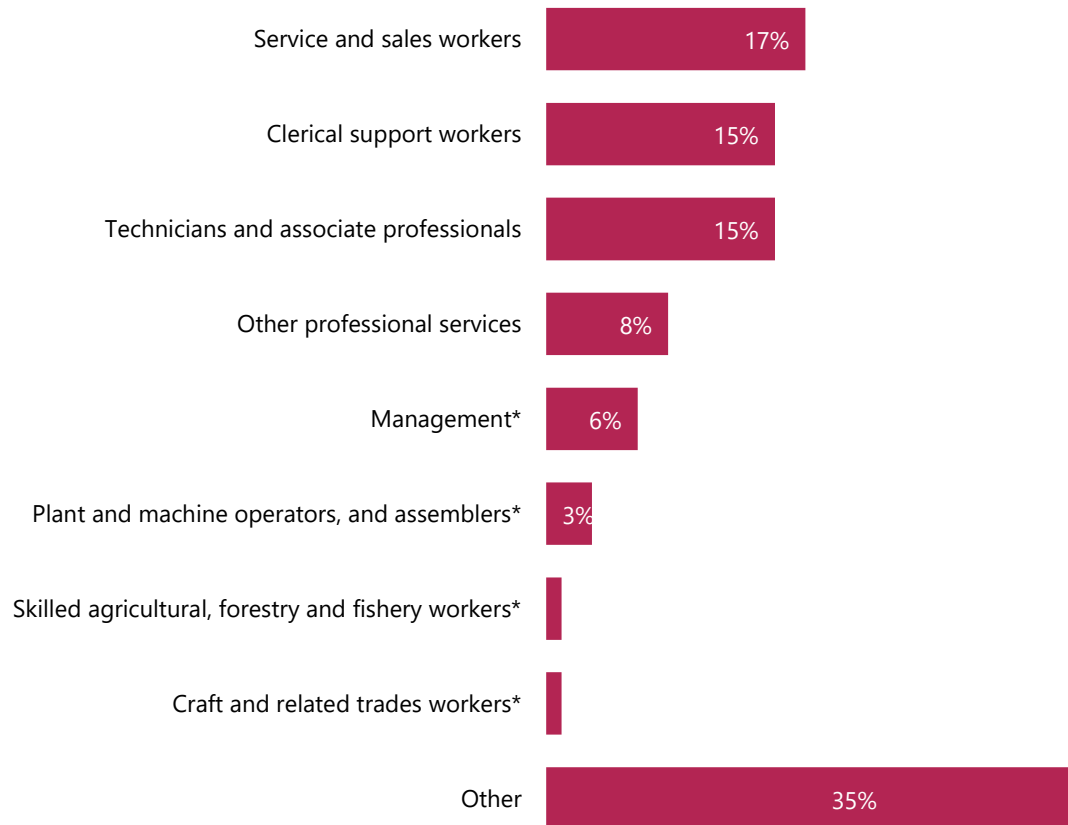 Service and sales workers 17%
Clerical support workers 15%
Technicians and associate professionals 15%
Other professional services 8%
Management* 6%
Plant and machine operators, and assemblers* 3%
Skilled agricultural, forestry and fishery workers*
Craft and related trades workers*
Other 35%